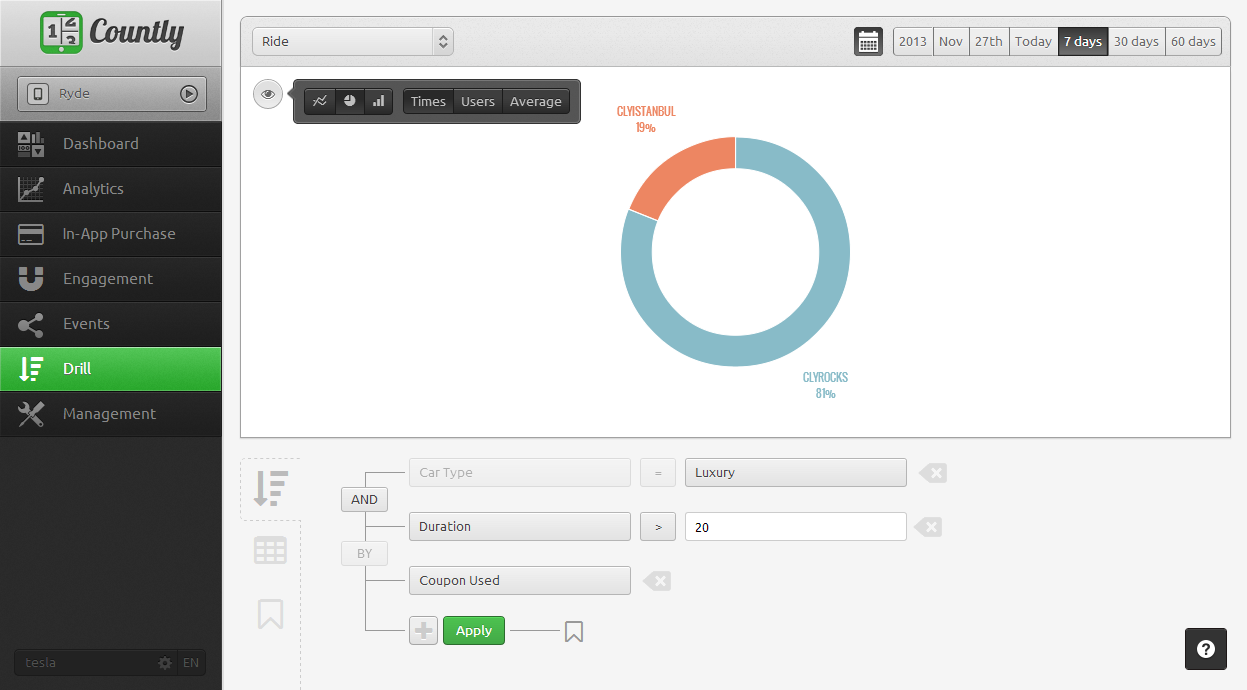 Countly
Ryde
Dashboard
Analytics
In-App Purchase
Engagement
Events
Drill
Management
tesla EN
Ride 2013 Nov 27th Today 7 days 30 days 60 days
Times Users Average
CLYISTANBUL
19%
CLYROCKS
81%
Car Type = Luxury
AND
Duration > 20
BY
Coupon Used
Apply
?